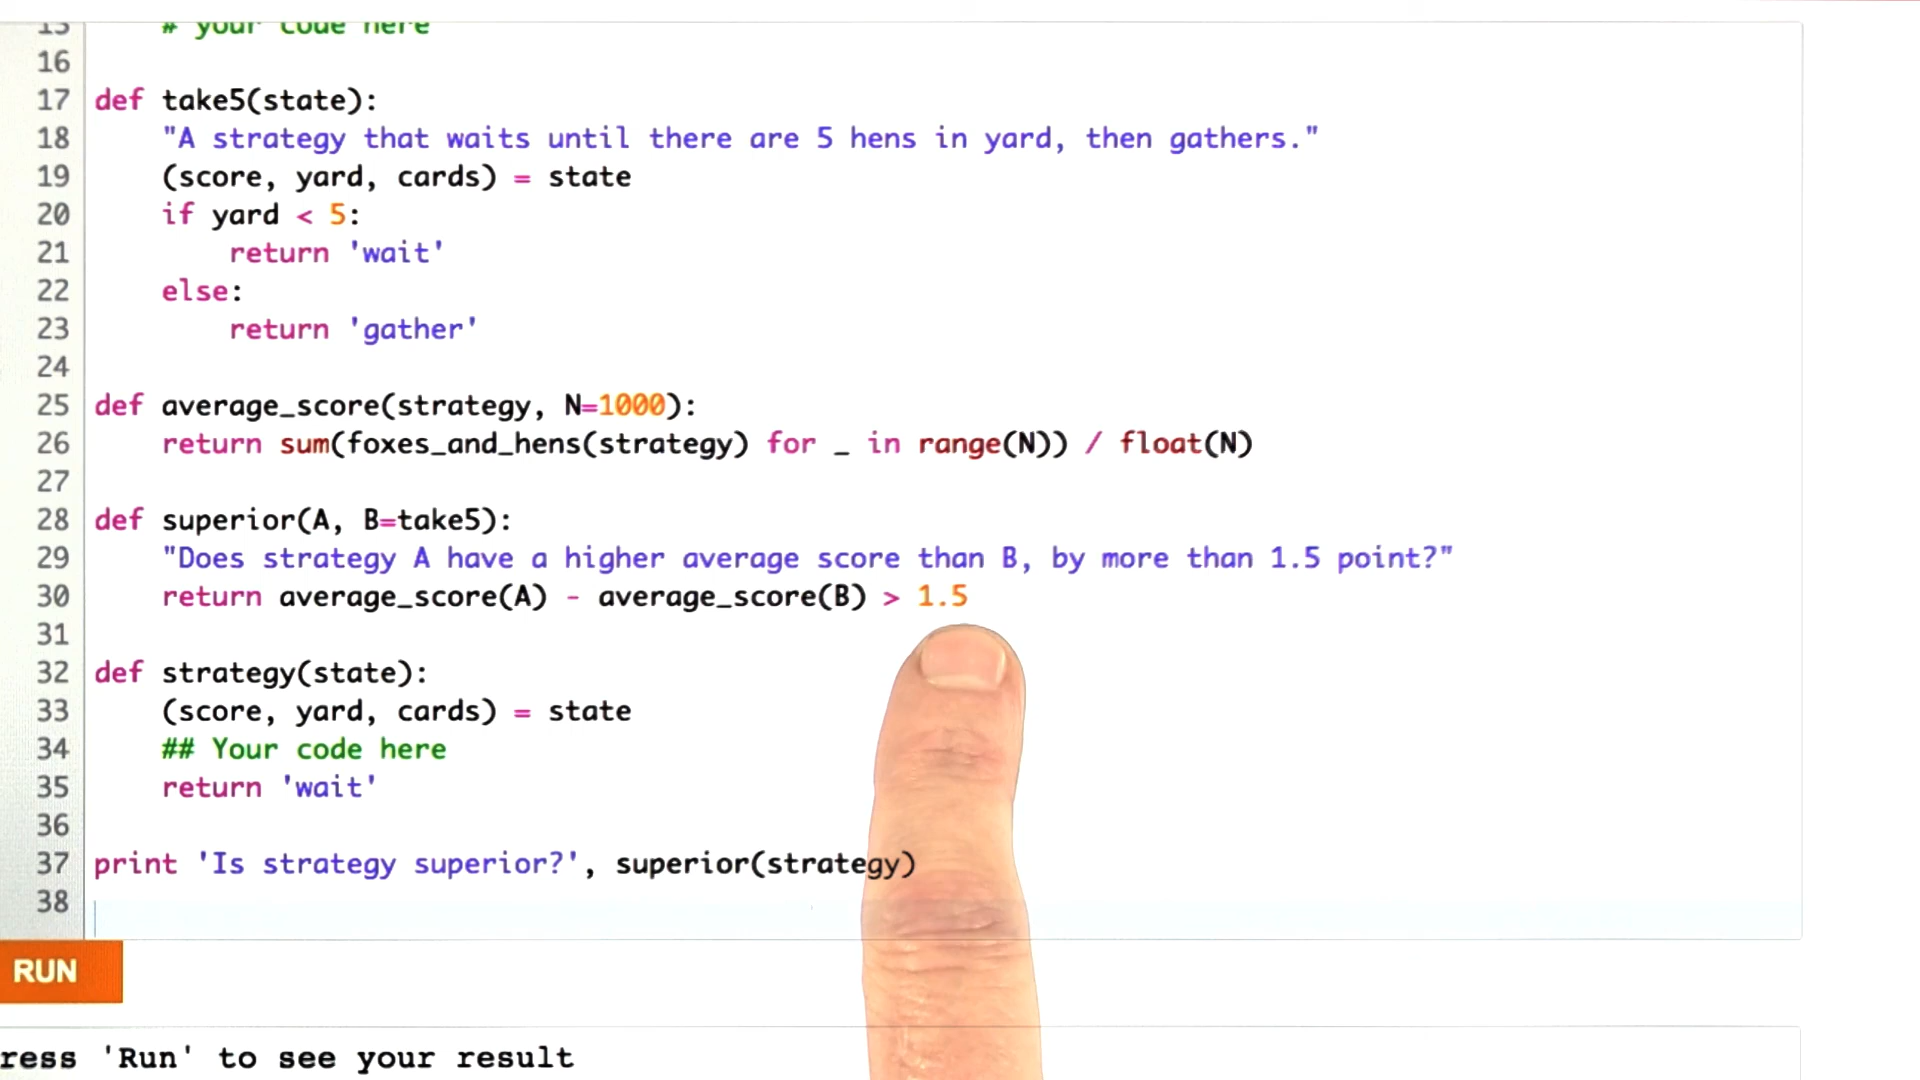 15 # your code here
16
17 def take5(state):
18 "A strategy that waits until there are 5 hens in yard, then gathers."
19 (score, yard, cards) = state
20 if yard < 5:
21 return 'wait'
22 else:
23 return 'gather'
24
25 def average_score(strategy, N=1000):
26 return sum(foxes_and_hens(strategy) for _ in range(N)) / float(N)
27
28 def superior(A, B=take5):
29 "Does strategy A have a higher average score than B, by more than 1.5 point?"
30 return average_score(A) - average_score(B) > 1.5
31
32 def strategy(state):
33 (score, yard, cards) = state
34 ## Your code here
35 return 'wait'
36
37 print 'Is strategy superior?', superior(strategy)
38
RUN
ress 'Run' to see your result